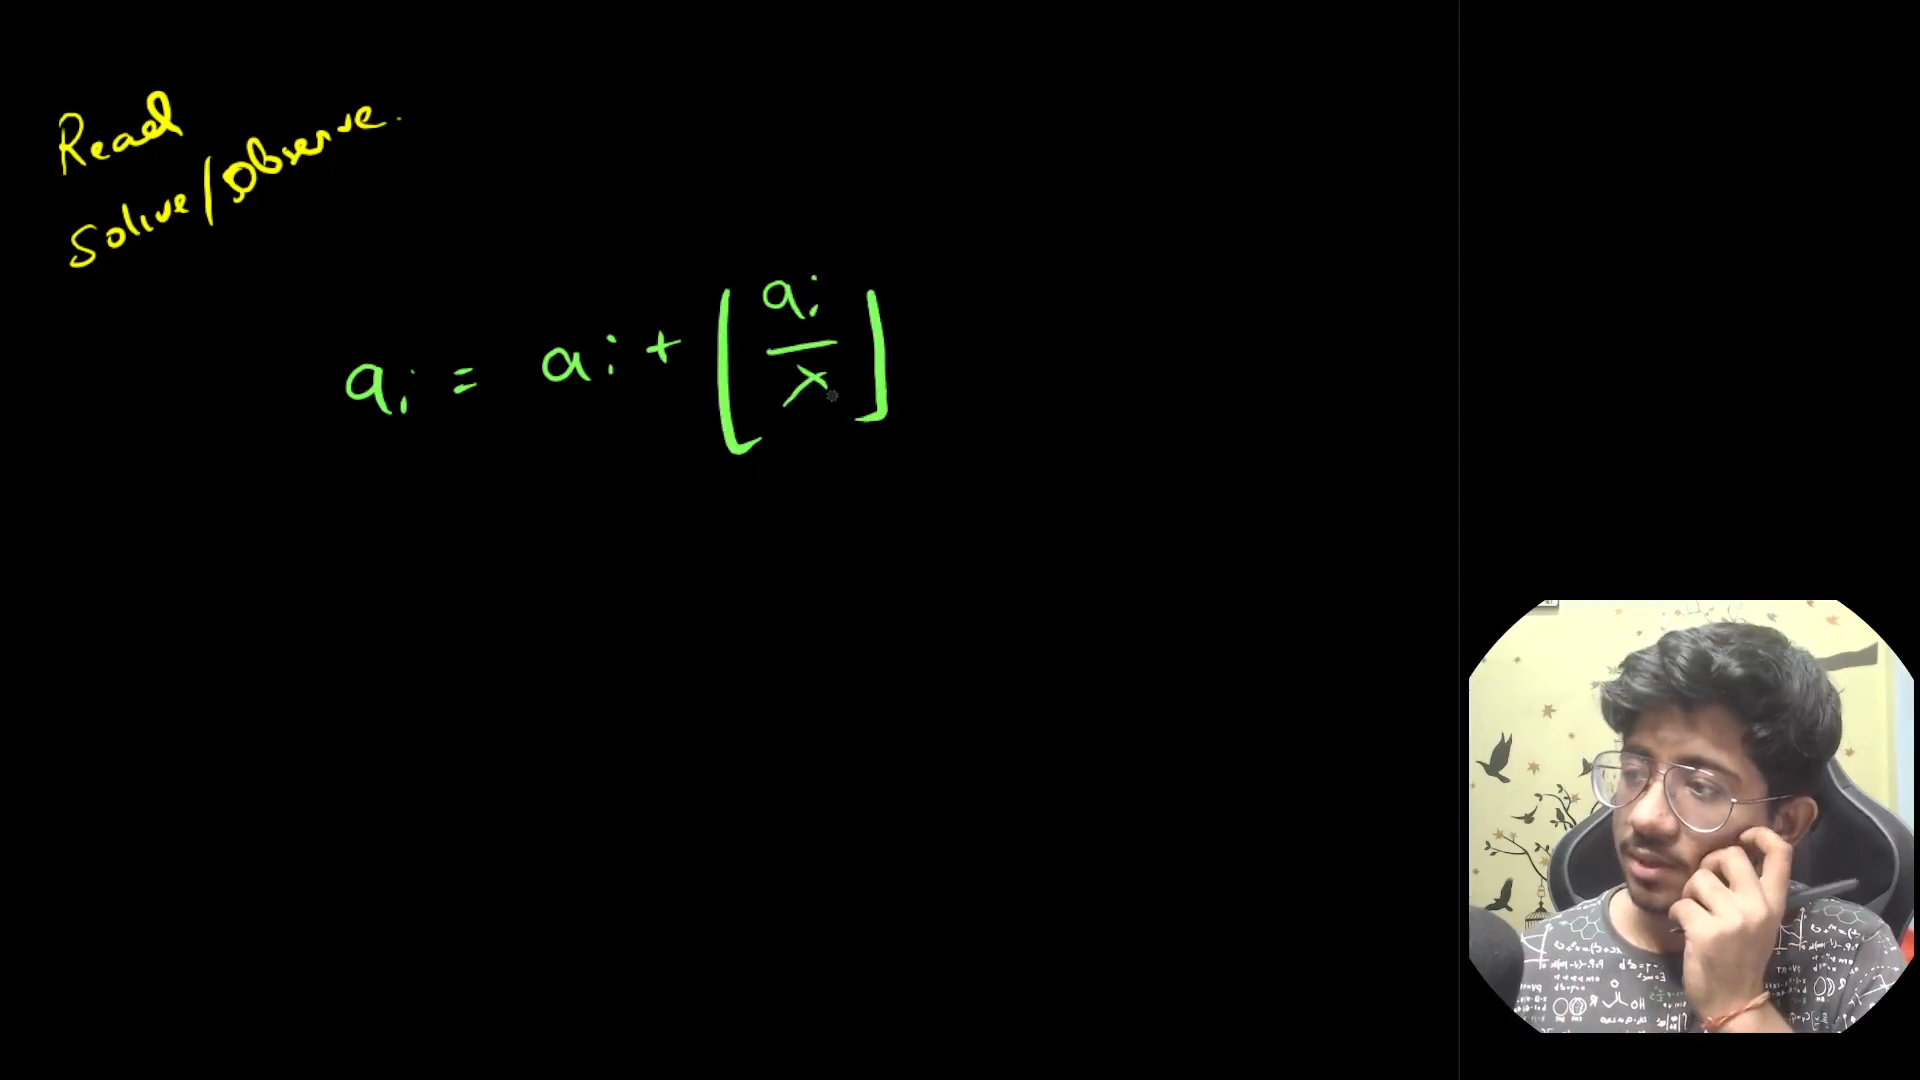 Read
Solve/Observe.
aᵢ = aᵢ + ⌊aᵢ/x⌋